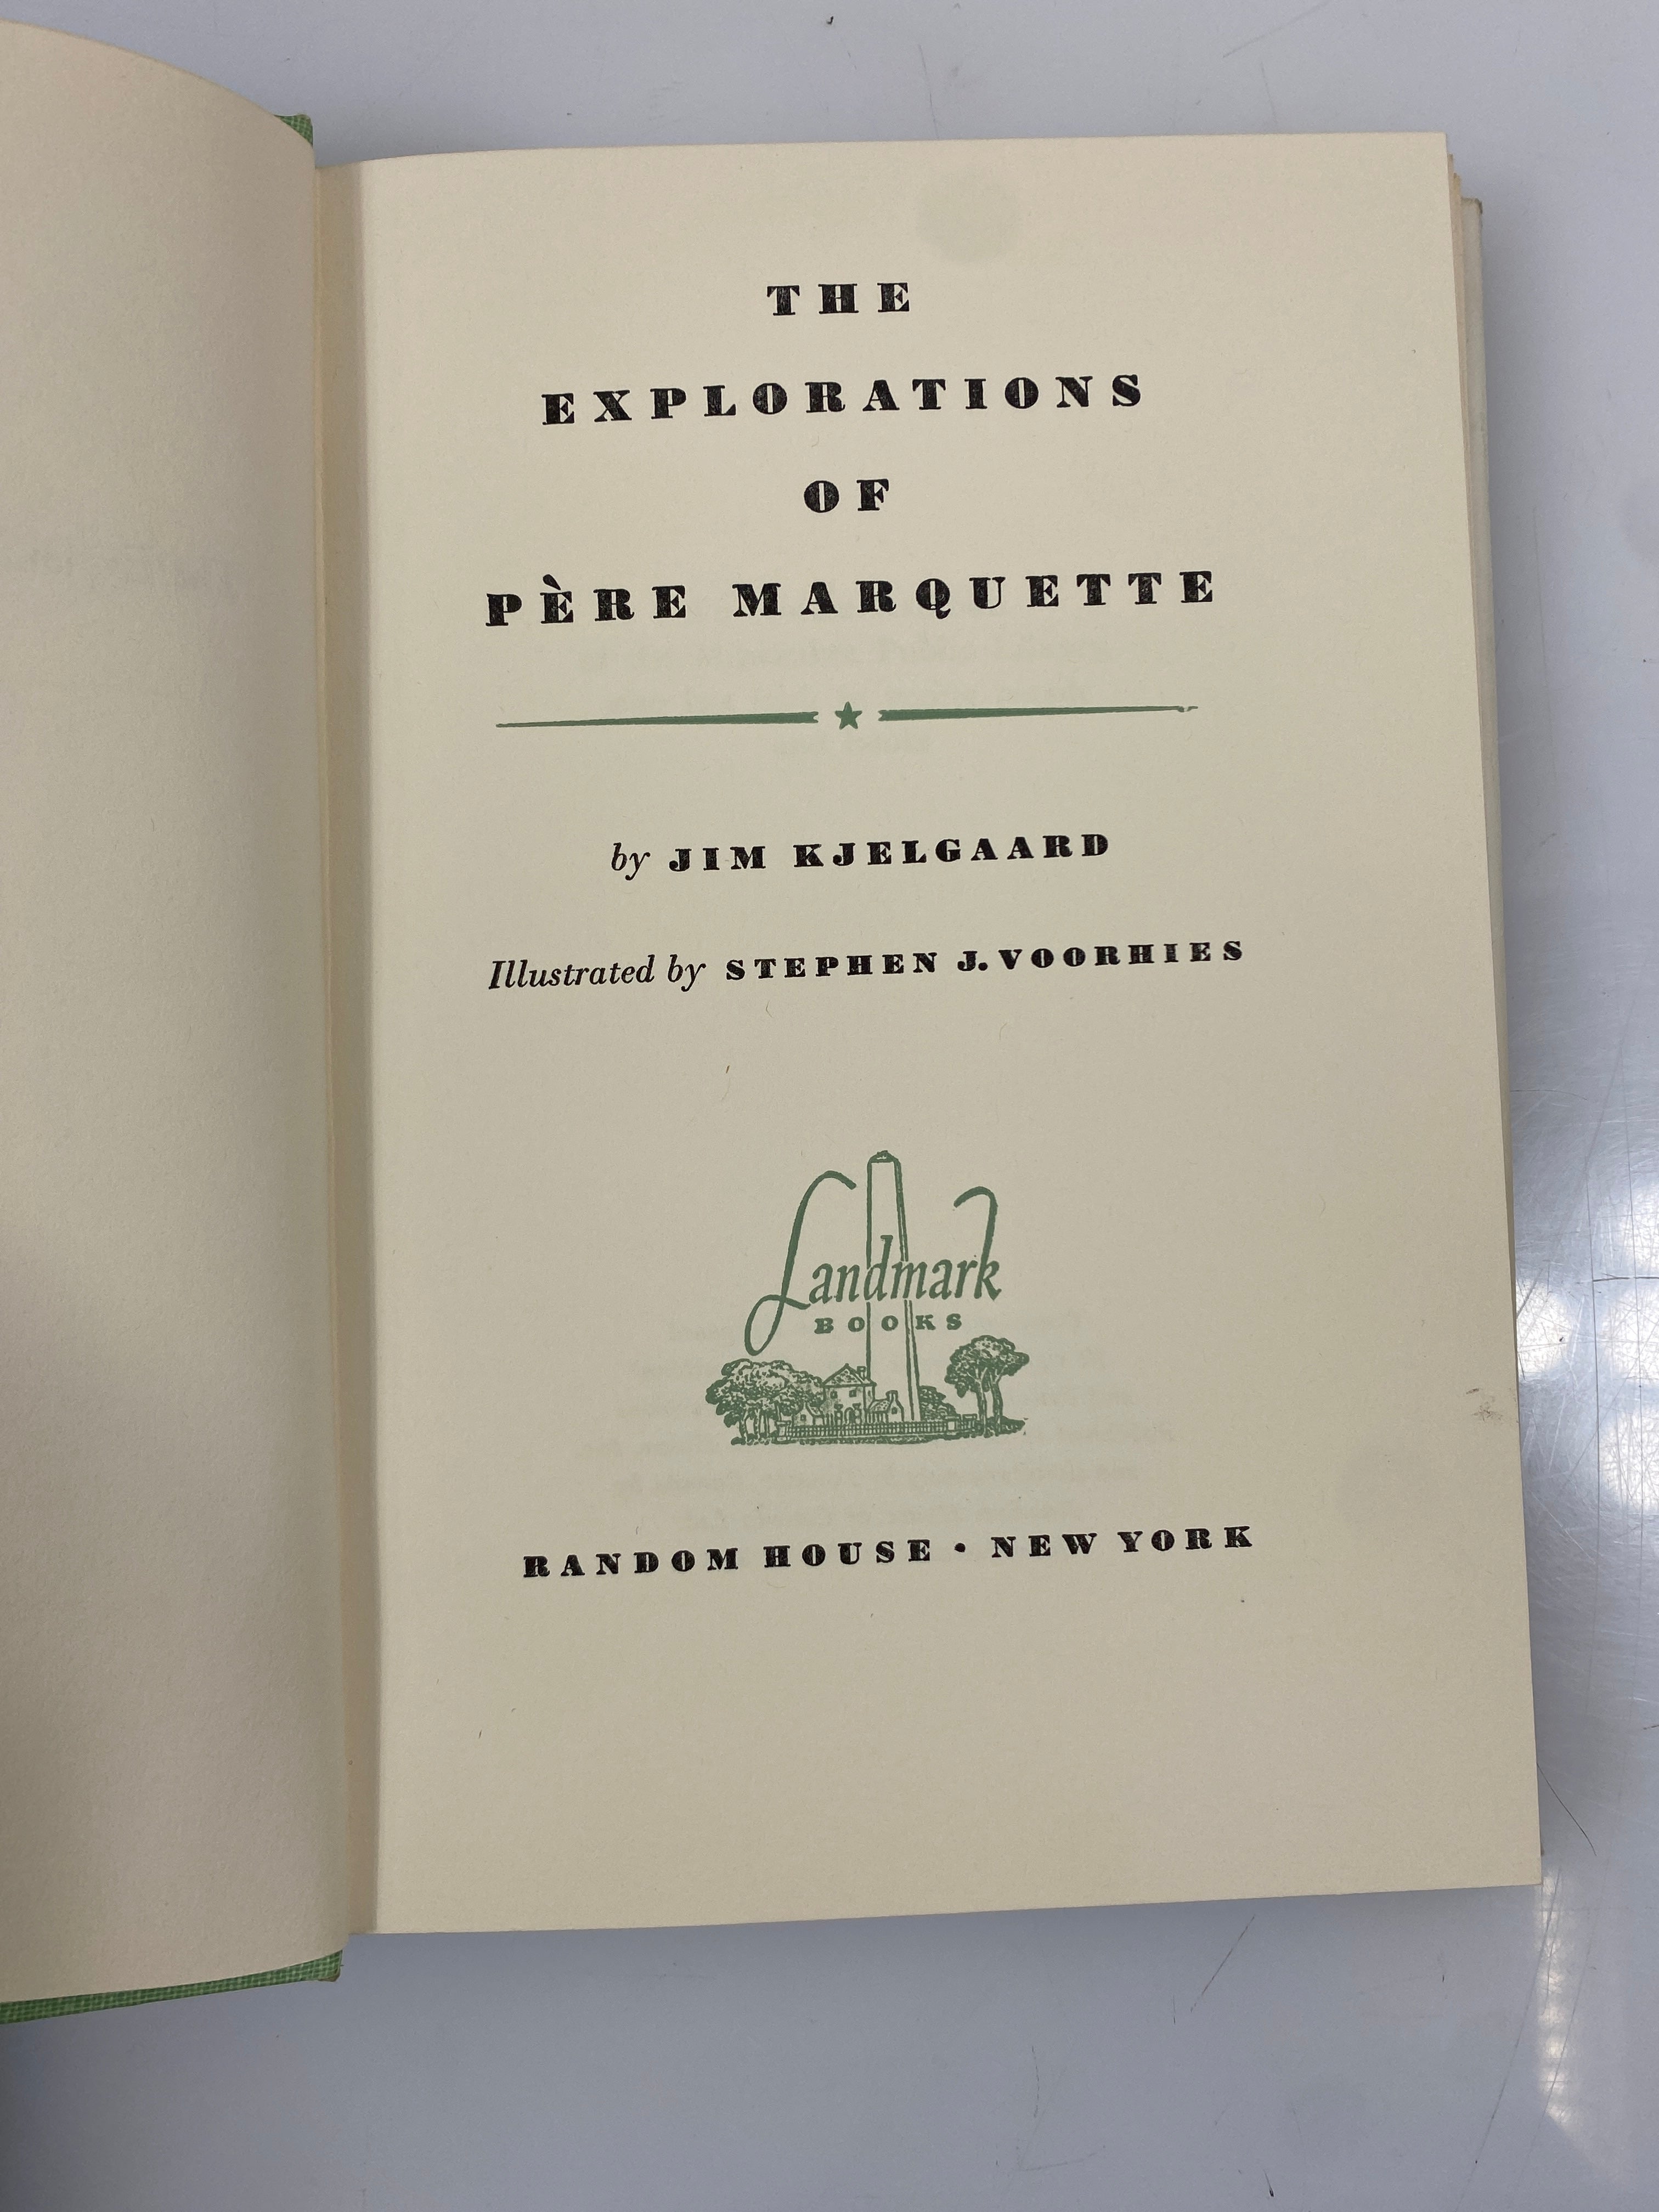 THE
EXPLORATIONS
OF
PÈRE MARQUETTE
by JIM KJELGAARD
Illustrated by STEPHEN J. VOORHIES
Landmark
BOOKS
RANDOM HOUSE • NEW YORK